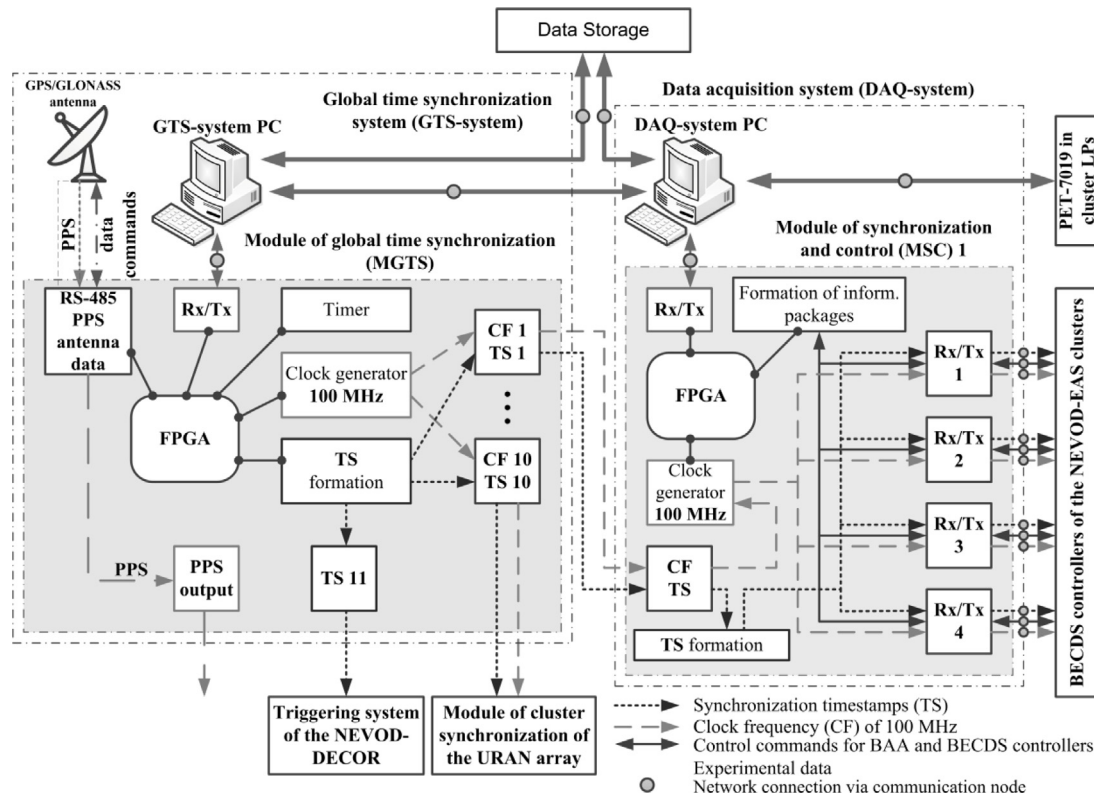 Data Storage
GPS/GLONASS
antenna
Global time synchronization
system (GTS-system)
GTS-system PC
Data acquisition system (DAQ-system)
DAQ-system PC
PET-7019 in
cluster LPs
PPS
data
commands
Module of global time synchronization
(MGTS)
Module of synchronization
and control (MSC) 1
RS-485
PPS
antenna
data
Rx/Tx
Timer
Clock generator
100 MHz
FPGA
TS
formation
CF 1
TS 1
CF 10
TS 10
PPS
PPS
output
TS 11
Triggering system
of the NEVOD-
DECOR
Module of cluster
synchronization of
the URAN array
Rx/Tx
Formation of inform.
packages
FPGA
Clock
generator
100 MHz
CF
TS
TS formation
Rx/Tx
1
Rx/Tx
2
Rx/Tx
3
Rx/Tx
4
BECDS controllers of the NEVOD-EAS clusters
Synchronization timestamps (TS)
Clock frequency (CF) of 100 MHz
Control commands for BAA and BECDS controllers
Experimental data
Network connection via communication node